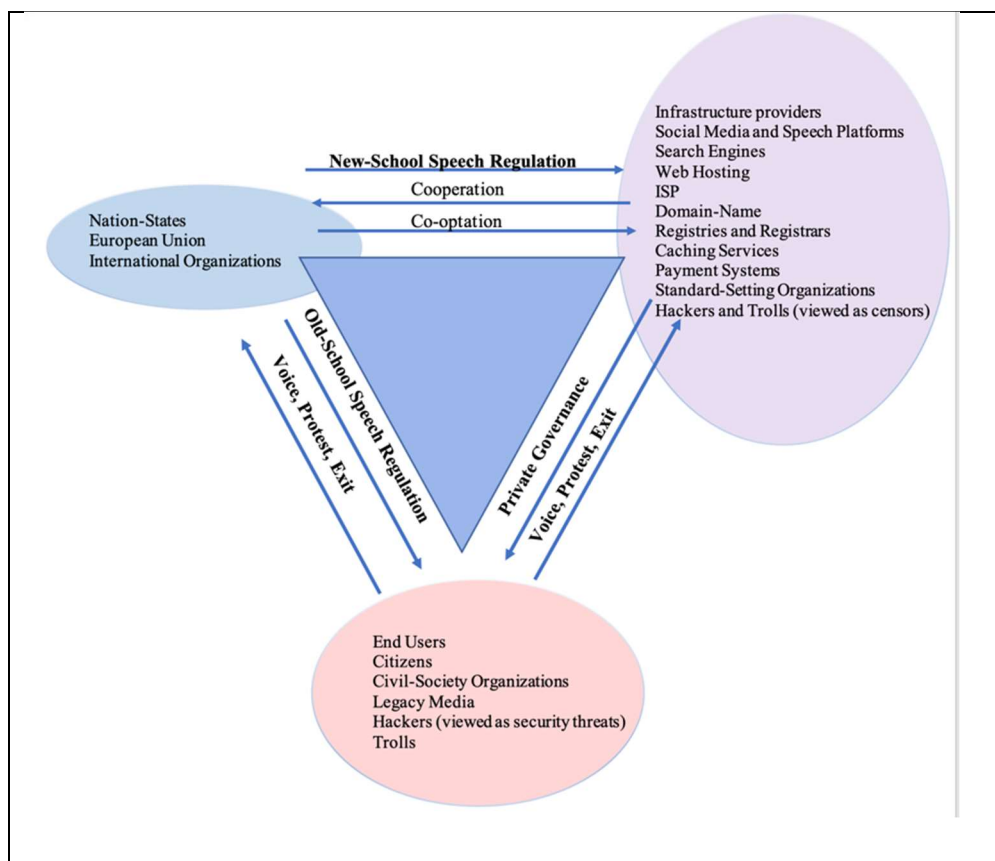 New-School Speech Regulation
Cooperation
Co-optation
Nation-States
European Union
International Organizations
Infrastructure providers
Social Media and Speech Platforms
Search Engines
Web Hosting
ISP
Domain-Name
Registries and Registrars
Caching Services
Payment Systems
Standard-Setting Organizations
Hackers and Trolls (viewed as censors)
Voice, Protest, Exit
Old-School Speech Regulation
Private Governance
Voice, Protest, Exit
End Users
Citizens
Civil-Society Organizations
Legacy Media
Hackers (viewed as security threats)
Trolls